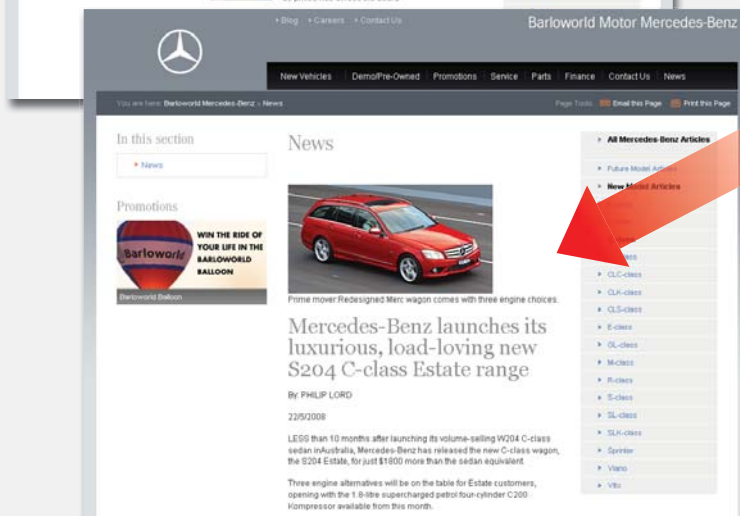 Blog Careers Contact Us
Barloworld Motor Mercedes-Benz
New Vehicles Demo/Pre-Owned Promotions Service Parts Finance Contact Us News
You are here: Barloworld Mercedes-Benz » News
Page Tools: Email this Page Print this Page
In this section
News
Promotions
Barloworld
WIN THE RIDE OF
YOUR LIFE IN THE
BARLOWORLD
BALLOON
Barloworld Balloon
News
Prime mover:Redesigned Merc wagon comes with three engine choices.
Mercedes-Benz launches its
luxurious, load-loving new
S204 C-class Estate range
By: PHILIP LORD
22/5/2008
LESS than 10 months after launching its volume-selling W204 C-class
sedan inAustralia, Mercedes-Benz has released the new C-class wagon,
the S204 Estate, for just $1800 more than the sedan equivalent.
Three engine alternatives will be on the table for Estate customers,
opening with the 1.8-litre supercharged petrol four-cylinder C200
Kompressor available from this month.
All Mercedes-Benz Articles
Future Model Articles
New Model Articles
CLC-class
CLK-class
CLS-class
E-class
GL-class
M-class
R-class
S-class
SL-class
SLK-class
Sprinter
Viano
Vito